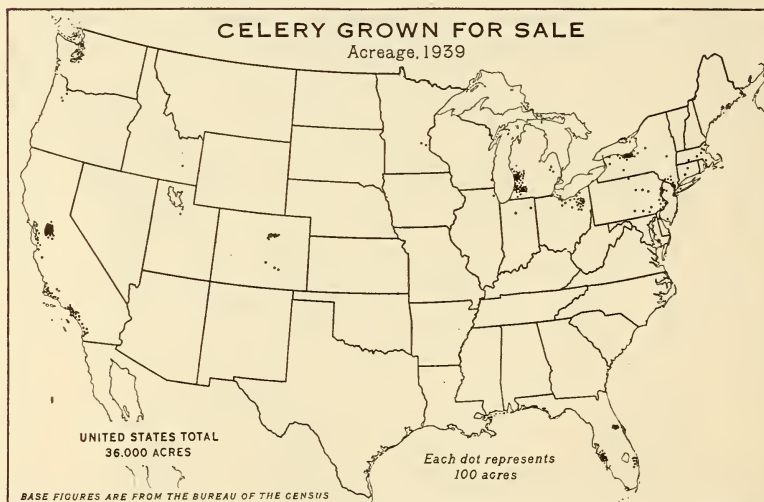 CELERY GROWN FOR SALE
Acreage, 1939
UNITED STATES TOTAL
36,000 ACRES
Each dot represents
100 acres
BASE FIGURES ARE FROM THE BUREAU OF THE CENSUS